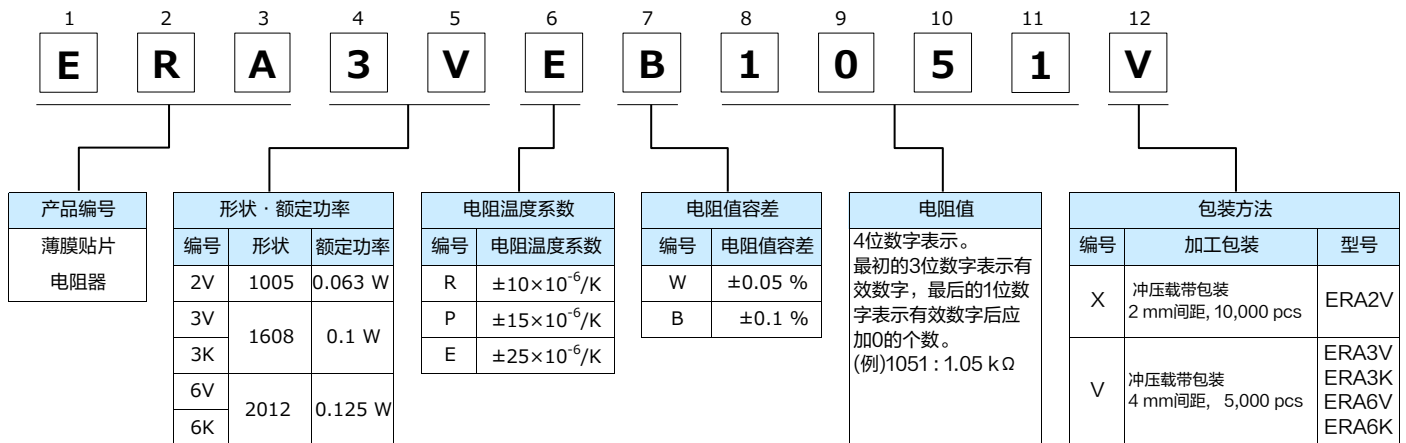 1 2 3 4 5 6 7 8 9 10 11 12
E R A 3 V E B 1 0 5 1 V
产品编号
薄膜贴片
电阻器
形状·额定功率
编号 形状 额定功率
2V 1005 0.063 W
3V
1608 0.1 W
3K
6V
2012 0.125 W
6K
电阻温度系数
编号 电阻温度系数
R ±10×10⁻⁶/K
P ±15×10⁻⁶/K
E ±25×10⁻⁶/K
电阻值容差
编号 电阻值容差
W ±0.05 %
B ±0.1 %
电阻值
4位数字表示。
最初的3位数字表示有
效数字，最后的1位数
字表示有效数字后应
加0的个数。
(例)1051 : 1.05 kΩ
包装方法
编号 加工包装 型号
X 冲压载带包装
2 mm间距, 10,000 pcs ERA2V
V 冲压载带包装
4 mm间距, 5,000 pcs
ERA3V
ERA3K
ERA6V
ERA6K